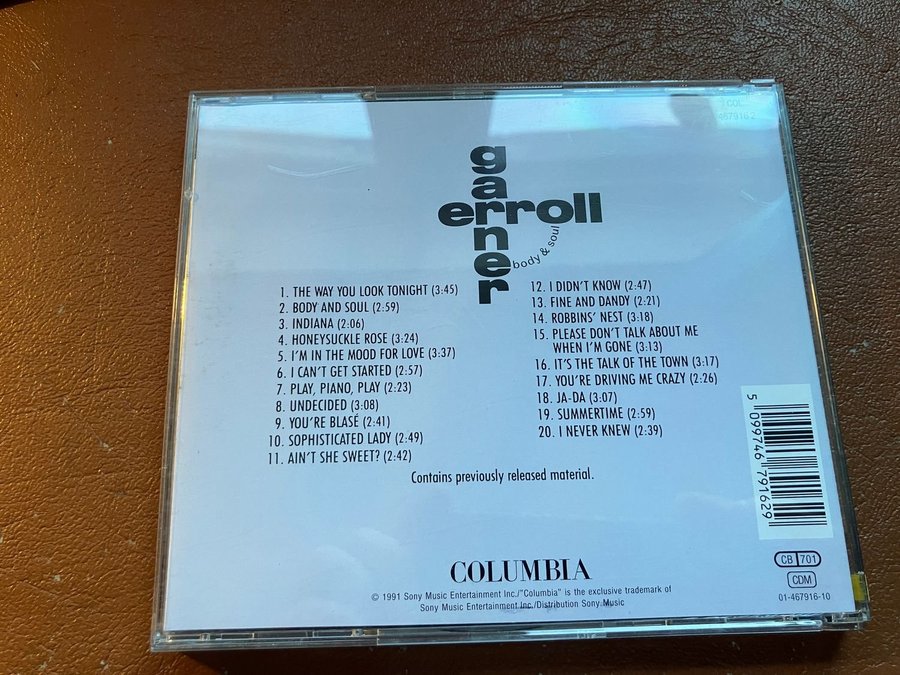 COL
467916 2
garner
erroll
body & soul
1. THE WAY YOU LOOK TONIGHT (3:45)
2. BODY AND SOUL (2:59)
3. INDIANA (2:06)
4. HONEYSUCKLE ROSE (3:24)
5. I'M IN THE MOOD FOR LOVE (3:37)
6. I CAN'T GET STARTED (2:57)
7. PLAY, PIANO, PLAY (2:23)
8. UNDECIDED (3:08)
9. YOU'RE BLASÉ (2:41)
10. SOPHISTICATED LADY (2:49)
11. AIN'T SHE SWEET? (2:42)
12. I DIDN'T KNOW (2:47)
13. FINE AND DANDY (2:21)
14. ROBBINS' NEST (3:18)
15. PLEASE DON'T TALK ABOUT ME
WHEN I'M GONE (3:13)
16. IT'S THE TALK OF THE TOWN (3:17)
17. YOU'RE DRIVING ME CRAZY (2:26)
18. JA-DA (3:07)
19. SUMMERTIME (2:59)
20. I NEVER KNEW (2:39)
Contains previously released material.
5 099746 791629
COLUMBIA
© 1991 Sony Music Entertainment Inc./"Columbia" is the exclusive trademark of
Sony Music Entertainment Inc./Distribution Sony Music
CB 701
CDM
01-467916-10